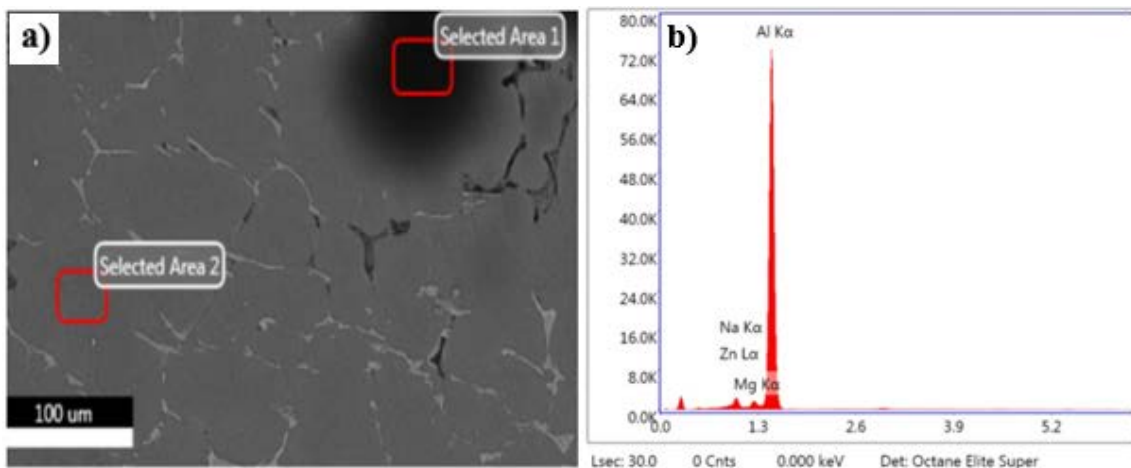 a)
Selected Area 1
Selected Area 2
100 um
b)
80.0K
72.0K
64.0K
56.0K
48.0K
40.0K
32.0K
24.0K
16.0K
8.0K
0.0K
Al Kα
Na Kα
Zn Lα
Mg Kα
0.0 1.3 2.6 3.9 5.2
Lsec: 30.0 0 Cnts 0.000 keV Det: Octane Elite Super